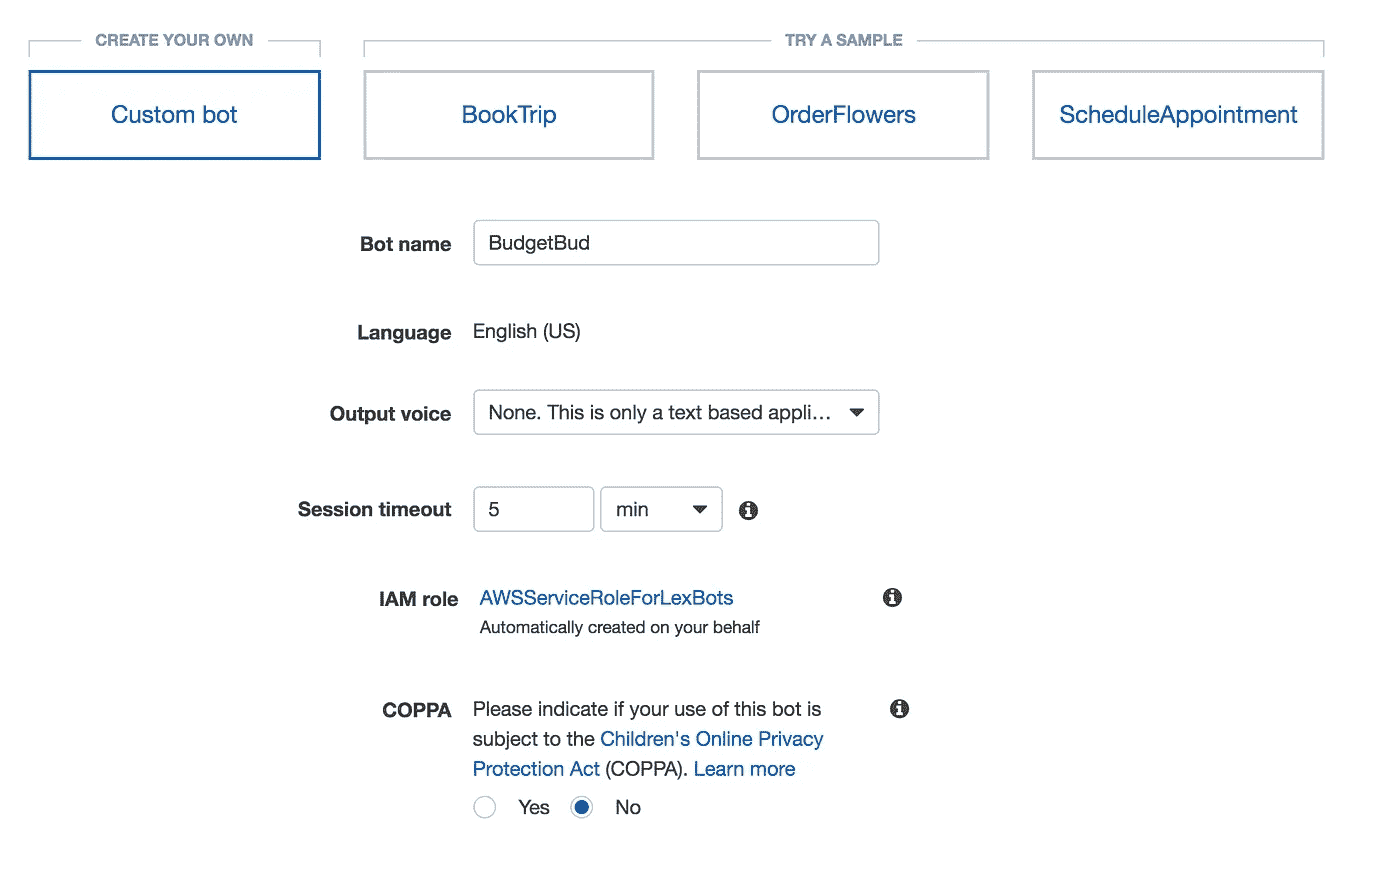 CREATE YOUR OWN
TRY A SAMPLE
Custom bot
BookTrip
OrderFlowers
ScheduleAppointment
Bot name
BudgetBud
Language
English (US)
Output voice
None. This is only a text based appli...
Session timeout
5
min
IAM role
AWSServiceRoleForLexBots
Automatically created on your behalf
COPPA
Please indicate if your use of this bot is
subject to the Children's Online Privacy
Protection Act (COPPA). Learn more
Yes
No